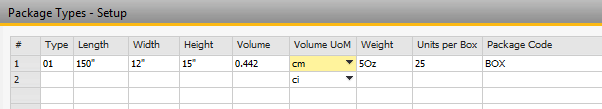 Package Types - Setup
# Type Length Width Height Volume Volume UoM Weight Units per Box Package Code
1 01 150" 12" 15" 0.442 cm 5Oz 25 BOX
2 ci